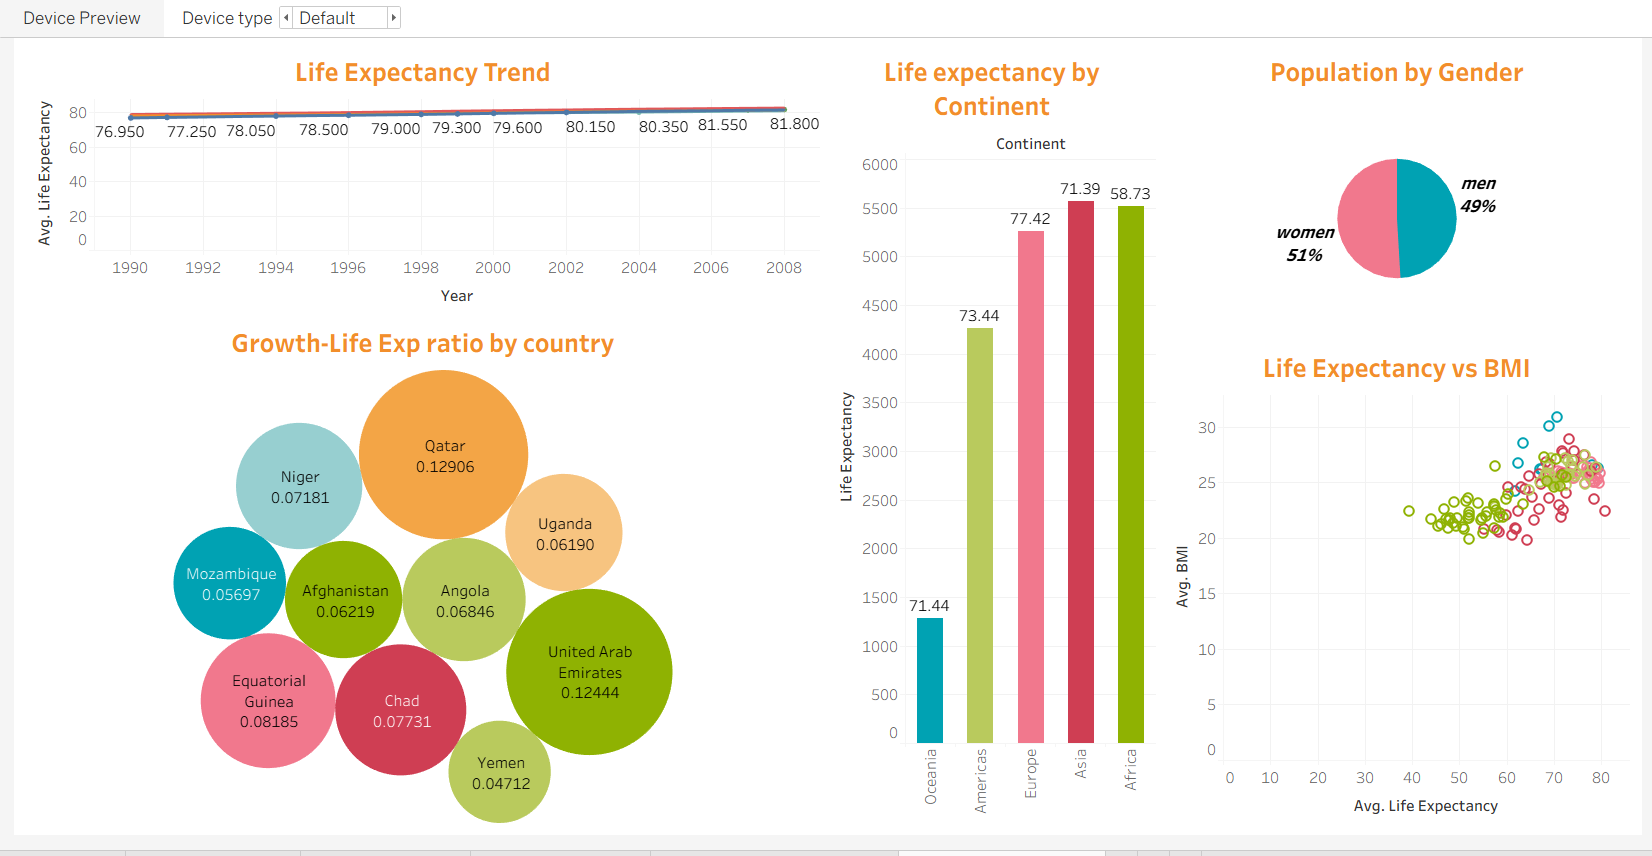 Device Preview
Device type
Default
Life Expectancy Trend
Avg. Life Expectancy
80
60
40
20
0
76.950 77.250 78.050 78.500 79.000 79.300 79.600 80.150 80.350 81.550 81.800
1990 1992 1994 1996 1998 2000 2002 2004 2006 2008
Year
Growth-Life Exp ratio by country
Qatar
0.12906
Niger
0.07181
Uganda
0.06190
Mozambique
0.05697
Afghanistan
0.06219
Angola
0.06846
United Arab
Emirates
0.12444
Equatorial
Guinea
0.08185
Chad
0.07731
Yemen
0.04712
Life expectancy by
Continent
Continent
Life Expectancy
6000
5500
5000
4500
4000
3500
3000
2500
2000
1500
1000
500
0
71.44
73.44
77.42
71.39
58.73
Oceania
Americas
Europe
Asia
Africa
Population by Gender
men
49%
women
51%
Life Expectancy vs BMI
Avg. BMI
30
25
20
15
10
5
0
0 10 20 30 40 50 60 70 80
Avg. Life Expectancy